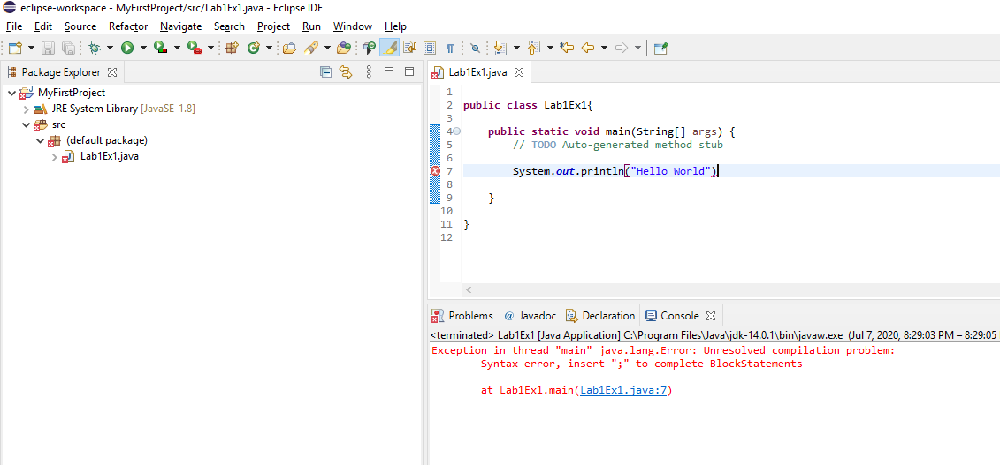 eclipse-workspace - MyFirstProject/src/Lab1Ex1.java - Eclipse IDE
File Edit Source Refactor Navigate Search Project Run Window Help
Package Explorer
MyFirstProject
JRE System Library [JavaSE-1.8]
src
(default package)
Lab1Ex1.java
Lab1Ex1.java
1
2 public class Lab1Ex1{
3
4 public static void main(String[] args) {
5 // TODO Auto-generated method stub
6
7 System.out.println("Hello World")
8
9 }
10
11 }
12
Problems @ Javadoc Declaration Console
<terminated> Lab1Ex1 [Java Application] C:\Program Files\Java\jdk-14.0.1\bin\javaw.exe (Jul 7, 2020, 8:29:03 PM – 8:29:05
Exception in thread "main" java.lang.Error: Unresolved compilation problem:
Syntax error, insert ";" to complete BlockStatements
at Lab1Ex1.main(Lab1Ex1.java:7)